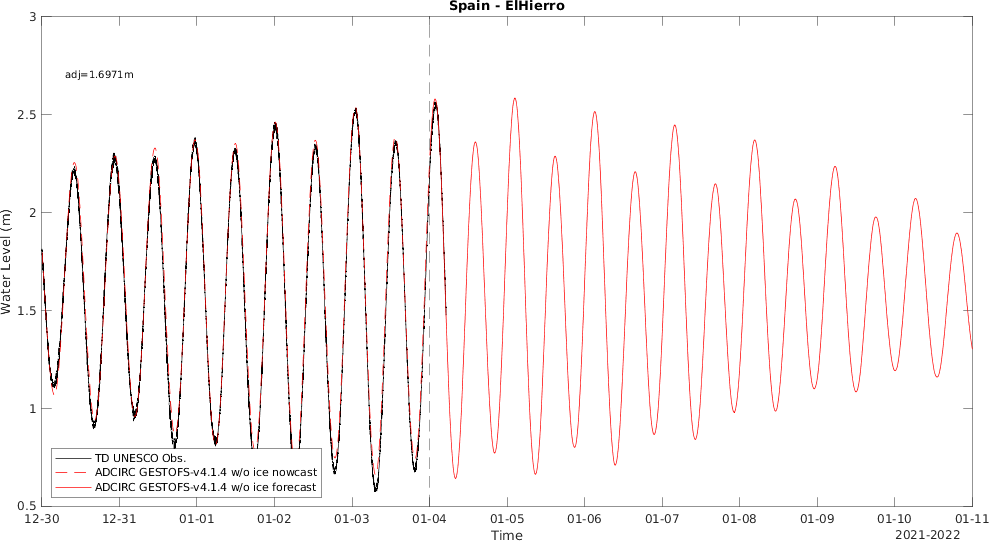 Spain - ElHierro
3
adj=1.6971m
2.5
2
Water Level (m)
1.5
1
TD UNESCO Obs.
ADCIRC GESTOFS-v4.1.4 w/o ice nowcast
ADCIRC GESTOFS-v4.1.4 w/o ice forecast
0.5
12-30 12-31 01-01 01-02 01-03 01-04 01-05 01-06 01-07 01-08 01-09 01-10 01-11
Time
2021-2022